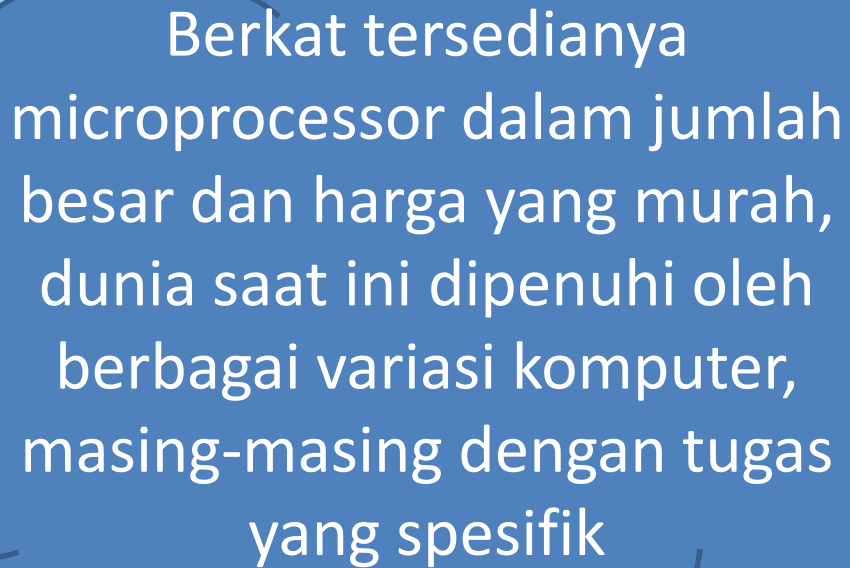 Berkat tersedianya
microprocessor dalam jumlah
besar dan harga yang murah,
dunia saat ini dipenuhi oleh
berbagai variasi komputer,
masing-masing dengan tugas
yang spesifik